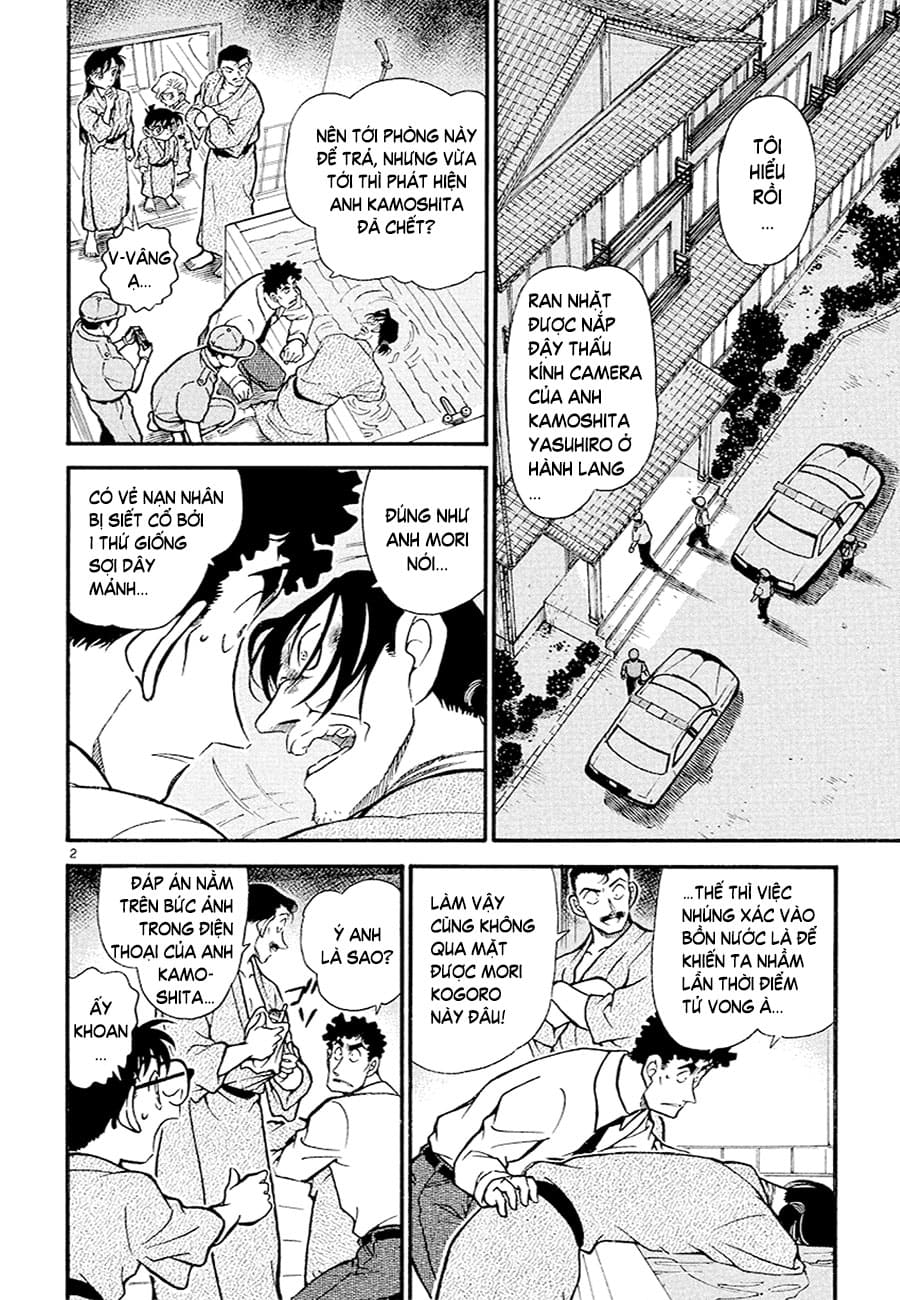 TÔI
HIỂU
RỒI
...
RAN NHẶT
ĐƯỢC NẮP
ĐẬY THẤU
KÍNH CAMERA
CỦA ANH
KAMOSHITA
YASUHIRO Ở
HÀNH LANG
...
NÊN TỚI PHÒNG NÀY
ĐỂ TRẢ, NHƯNG VỪA
TỚI THÌ PHÁT HIỆN
ANH KAMOSHITA
ĐÃ CHẾT?
V-VÂNG
Ạ...
ĐÚNG NHƯ
ANH MORI
NÓI...
CÓ VẺ NẠN NHÂN
BỊ SIẾT CỔ BỞI
1 THỨ GIỐNG
SỢI DÂY
MẢNH...
2
...THẾ THÌ VIỆC
NHÚNG XÁC VÀO
BỒN NƯỚC LÀ ĐỂ
KHIẾN TA NHẦM
LẪN THỜI ĐIỂM
TỬ VONG À...
LÀM VẬY
CŨNG KHÔNG
QUA MẶT
ĐƯỢC MORI
KOGORO
NÀY ĐÂU!
Ý ANH
LÀ SAO?
ĐÁP ÁN NẰM
TRÊN BỨC ẢNH
TRONG ĐIỆN
THOẠI CỦA ANH
KAMO-
SHITA...
ẤY
KHOAN
...